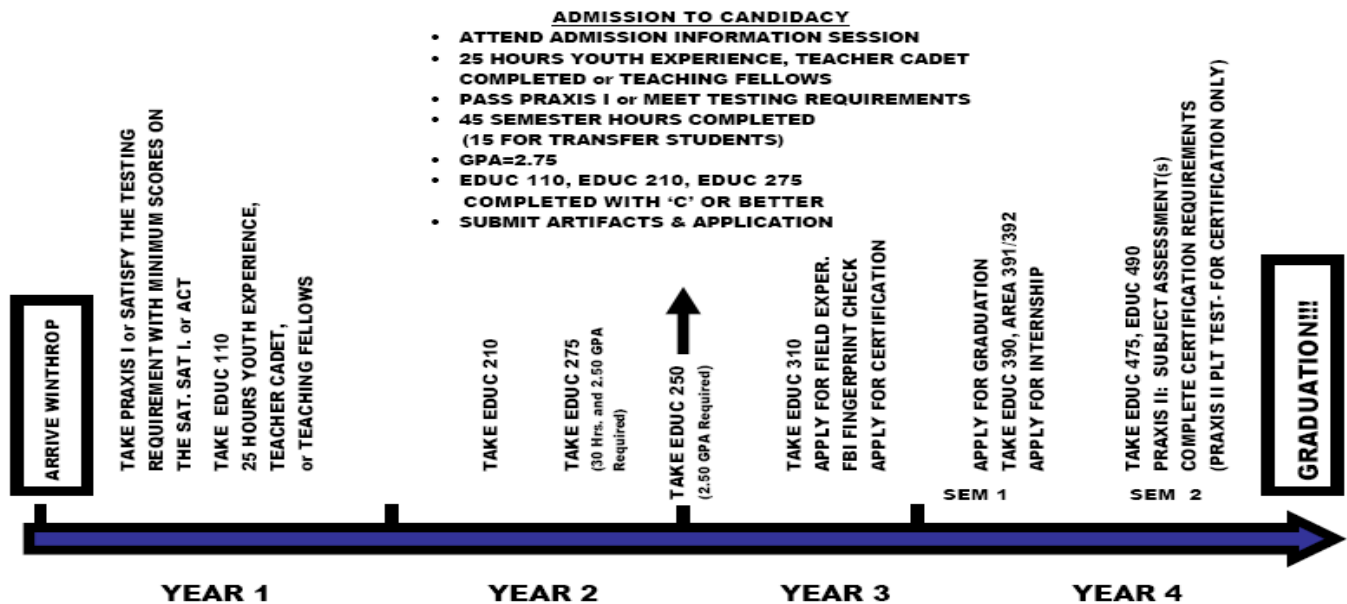 ADMISSION TO CANDIDACY
• ATTEND ADMISSION INFORMATION SESSION
• 25 HOURS YOUTH EXPERIENCE, TEACHER CADET
COMPLETED or TEACHING FELLOWS
• PASS PRAXIS I or MEET TESTING REQUIREMENTS
• 45 SEMESTER HOURS COMPLETED
(15 FOR TRANSFER STUDENTS)
• GPA=2.75
• EDUC 110, EDUC 210, EDUC 275
COMPLETED WITH ‘C’ OR BETTER
• SUBMIT ARTIFACTS & APPLICATION
ARRIVE WINTHROP
TAKE PRAXIS I or SATISFY THE TESTING
REQUIREMENT WITH MINIMUM SCORES ON
THE SAT. SAT I. or ACT
TAKE EDUC 110
25 HOURS YOUTH EXPERIENCE,
TEACHER CADET,
or TEACHING FELLOWS
TAKE EDUC 210
TAKE EDUC 275
(30 Hrs. and 2.50 GPA
Required)
TAKE EDUC 250
(2.50 GPA Required)
TAKE EDUC 310
APPLY FOR FIELD EXPER.
FBI FINGERPRINT CHECK
APPLY FOR CERTIFICATION
APPLY FOR GRADUATION
TAKE EDUC 390, AREA 391/392
APPLY FOR INTERNSHIP
SEM 1
TAKE EDUC 475, EDUC 490
PRAXIS II: SUBJECT ASSESSMENT(s)
COMPLETE CERTIFICATION REQUIREMENTS
(PRAXIS II PLT TEST- FOR CERTIFICATION ONLY)
SEM 2
GRADUATION!!!
YEAR 1
YEAR 2
YEAR 3
YEAR 4